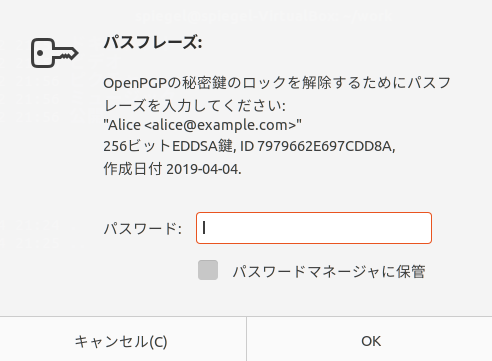 パスフレーズ:
OpenPGPの秘密鍵のロックを解除するためにパスフ
レーズを入力してください:
"Alice <alice@example.com>"
256ビットEDDSA鍵, ID 7979662E697CDD8A,
作成日付 2019-04-04.
パスワード:
パスワードマネージャに保管
キャンセル(C)
OK